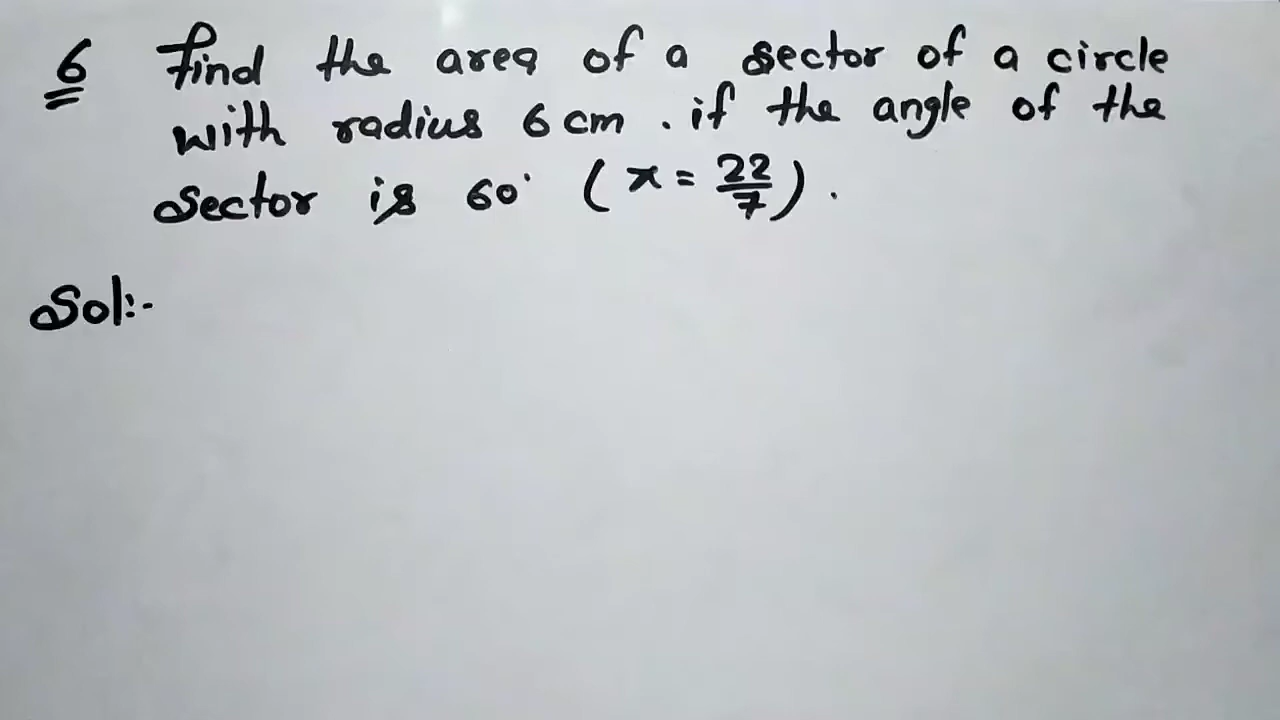 6 Find the area of a sector of a circle
with radius 6 cm . if the angle of the
sector is 60° ( π = 22/7 ) .
Sol:-